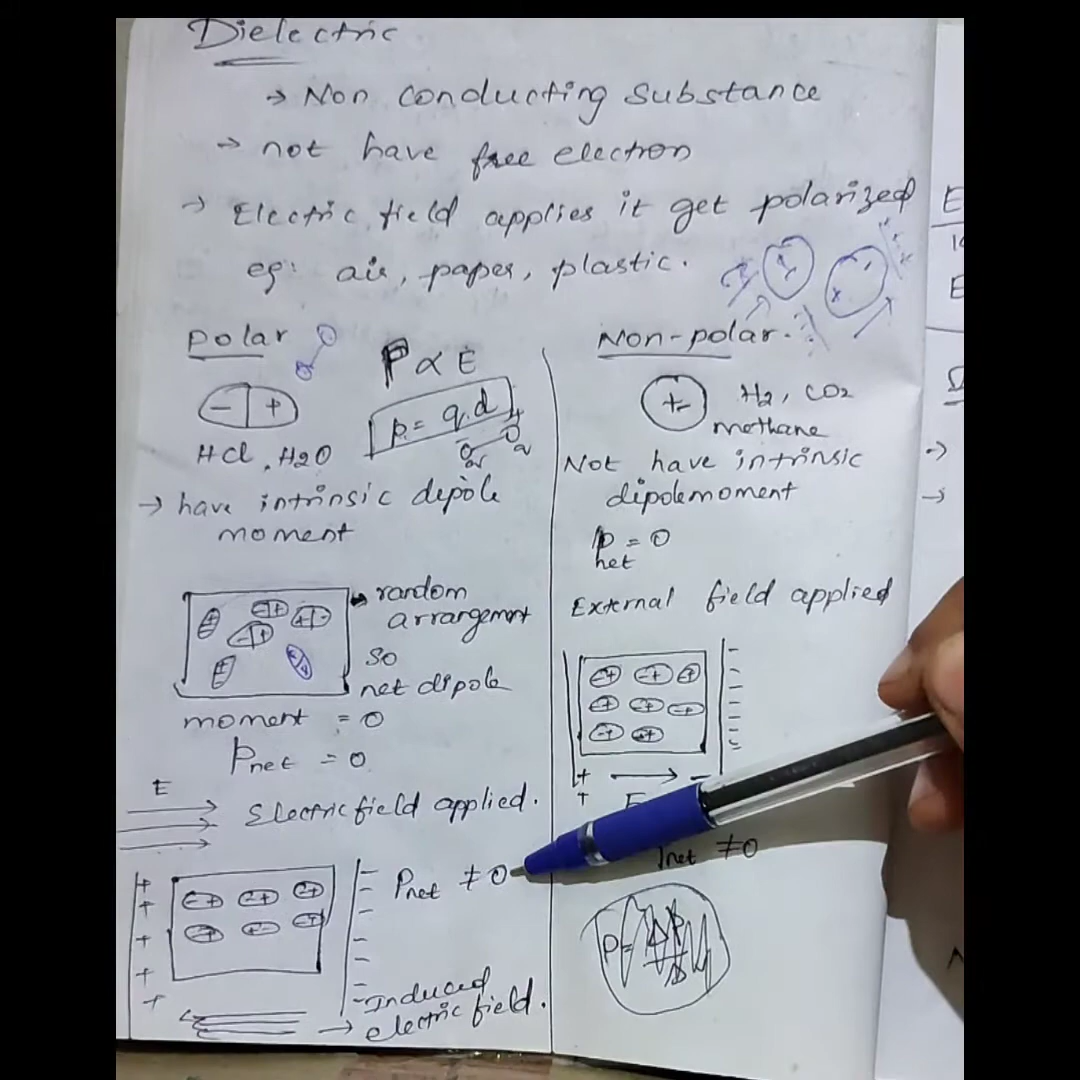 Dielectric
→ Non conducting substance
→ not have free electron
→ Electric field applies it get polarized
eg: air, paper, plastic.
Polar
P ∝ E
- +
p = q.d
HCl, H2O
→ have intrinsic depole
moment
→ random
arrangement
so
net dipole
moment = 0
Pnet = 0
E
Electric field applied.
Pnet ≠ 0
→ Induced
electric field.
Non-polar
+-
H2, CO2
methane
Not have intrinsic
dipolemoment
Pnet = 0
External field applied
+ → -
+
Pnet ≠ 0
E
E